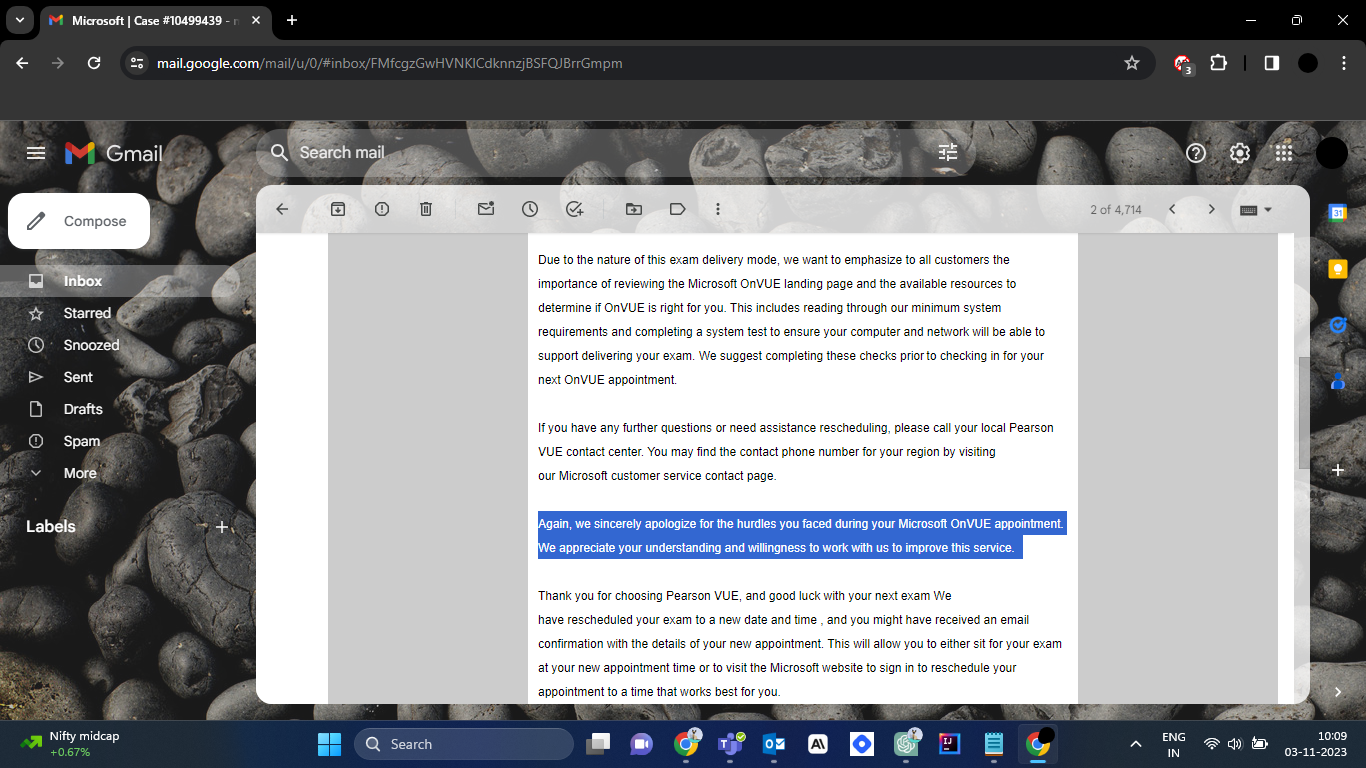 Microsoft | Case #10499439 - n
mail.google.com/mail/u/0/#inbox/FMfcgzGwHVNKlCdknnzjBSFQJBrrGmpm
3
Gmail
Search mail
Compose
2 of 4,714
Inbox
Starred
Snoozed
Sent
Drafts
Spam
More
Labels
31
Due to the nature of this exam delivery mode, we want to emphasize to all customers the
importance of reviewing the Microsoft OnVUE landing page and the available resources to
determine if OnVUE is right for you. This includes reading through our minimum system
requirements and completing a system test to ensure your computer and network will be able to
support delivering your exam. We suggest completing these checks prior to checking in for your
next OnVUE appointment.
If you have any further questions or need assistance rescheduling, please call your local Pearson
VUE contact center. You may find the contact phone number for your region by visiting
our Microsoft customer service contact page.
Again, we sincerely apologize for the hurdles you faced during your Microsoft OnVUE appointment.
We appreciate your understanding and willingness to work with us to improve this service.
Thank you for choosing Pearson VUE, and good luck with your next exam We
have rescheduled your exam to a new date and time , and you might have received an email
confirmation with the details of your new appointment. This will allow you to either sit for your exam
at your new appointment time or to visit the Microsoft website to sign in to reschedule your
appointment to a time that works best for you.
Nifty midcap
+0.67%
Search
ENG
IN
10:09
03-11-2023